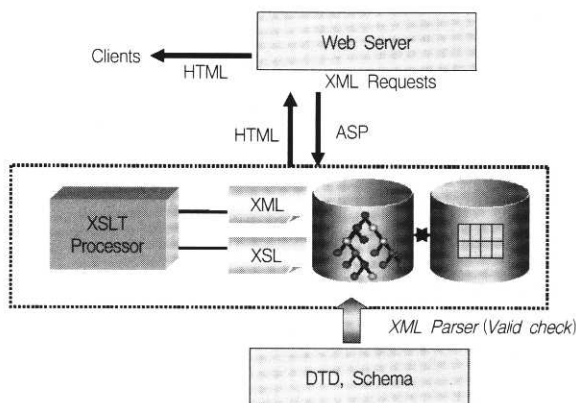 Web Server
Clients
HTML
XML Requests
HTML
ASP
XSLT
Processor
XML
XSL
XML Parser (Valid check)
DTD, Schema